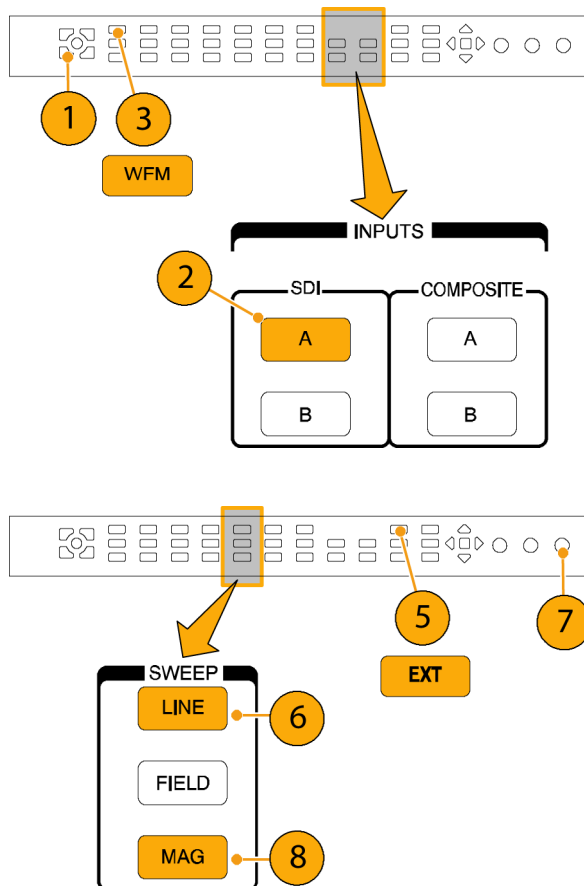 1
3
WFM
INPUTS
2
SDI
COMPOSITE
A
A
B
B
5
7
EXT
SWEEP
LINE
6
FIELD
MAG
8